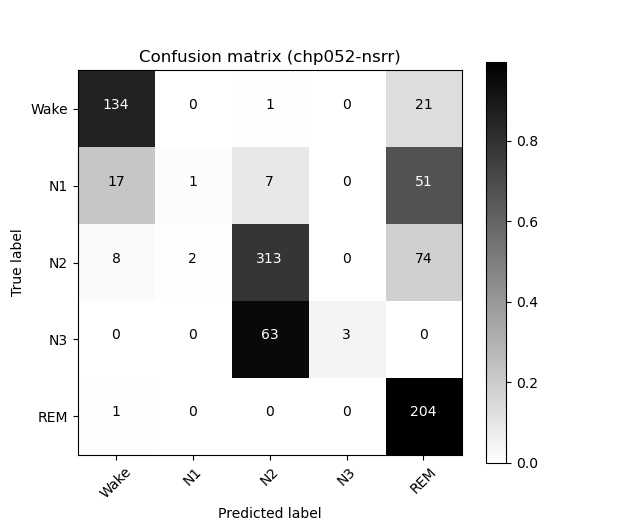 Confusion matrix (chp052-nsrr)
Wake 134 0 1 0 21
N1 17 1 7 0 51
N2 8 2 313 0 74
N3 0 0 63 3 0
REM 1 0 0 0 204
Wake N1 N2 N3 REM
True label
Predicted label
0.8
0.6
0.4
0.2
0.0